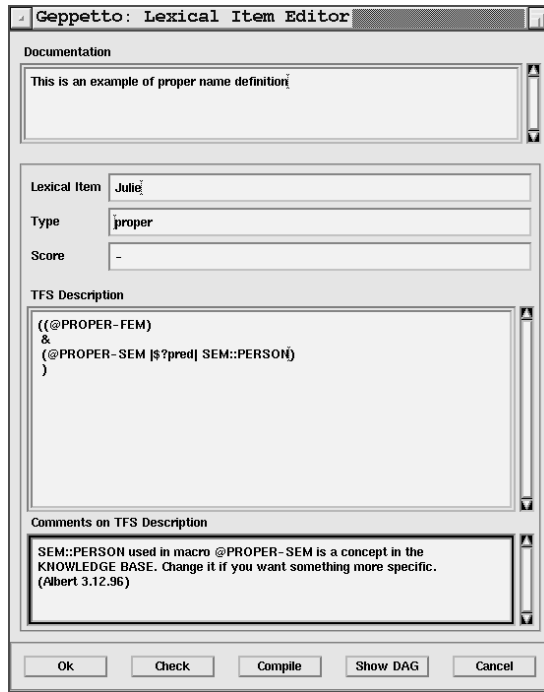 Geppetto: Lexical Item Editor
Documentation
This is an example of proper name definition
Lexical Item Julie
Type proper
Score -
TFS Description
((@PROPER-FEM)
&
(@PROPER-SEM |$?pred| SEM::PERSON)
)
Comments on TFS Description
SEM::PERSON used in macro @PROPER-SEM is a concept in the
KNOWLEDGE BASE. Change it if you want something more specific.
(Albert 3.12.96)
Ok Check Compile Show DAG Cancel